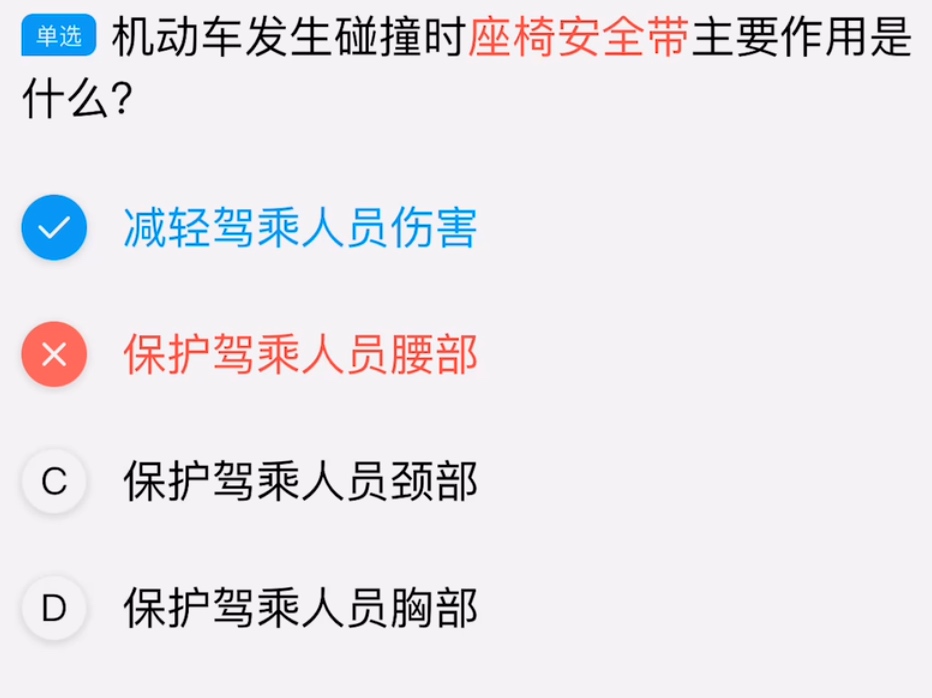 单选 机动车发生碰撞时座椅安全带主要作用是
什么?
减轻驾乘人员伤害
保护驾乘人员腰部
C 保护驾乘人员颈部
D 保护驾乘人员胸部